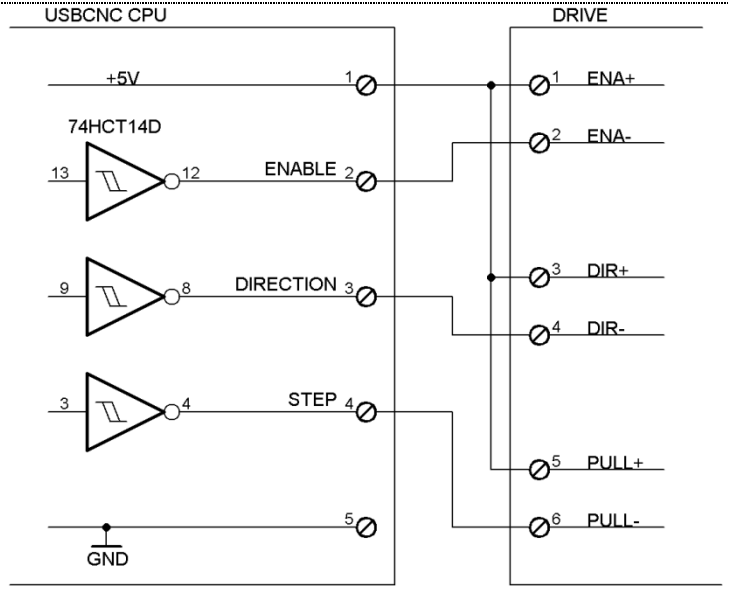 USBCNC CPU
DRIVE
+5V
1
1
ENA+
74HCT14D
2
ENA-
13
12
ENABLE
2
3
DIR+
9
8
DIRECTION
3
4
DIR-
3
4
STEP
4
5
PULL+
5
6
PULL-
GND